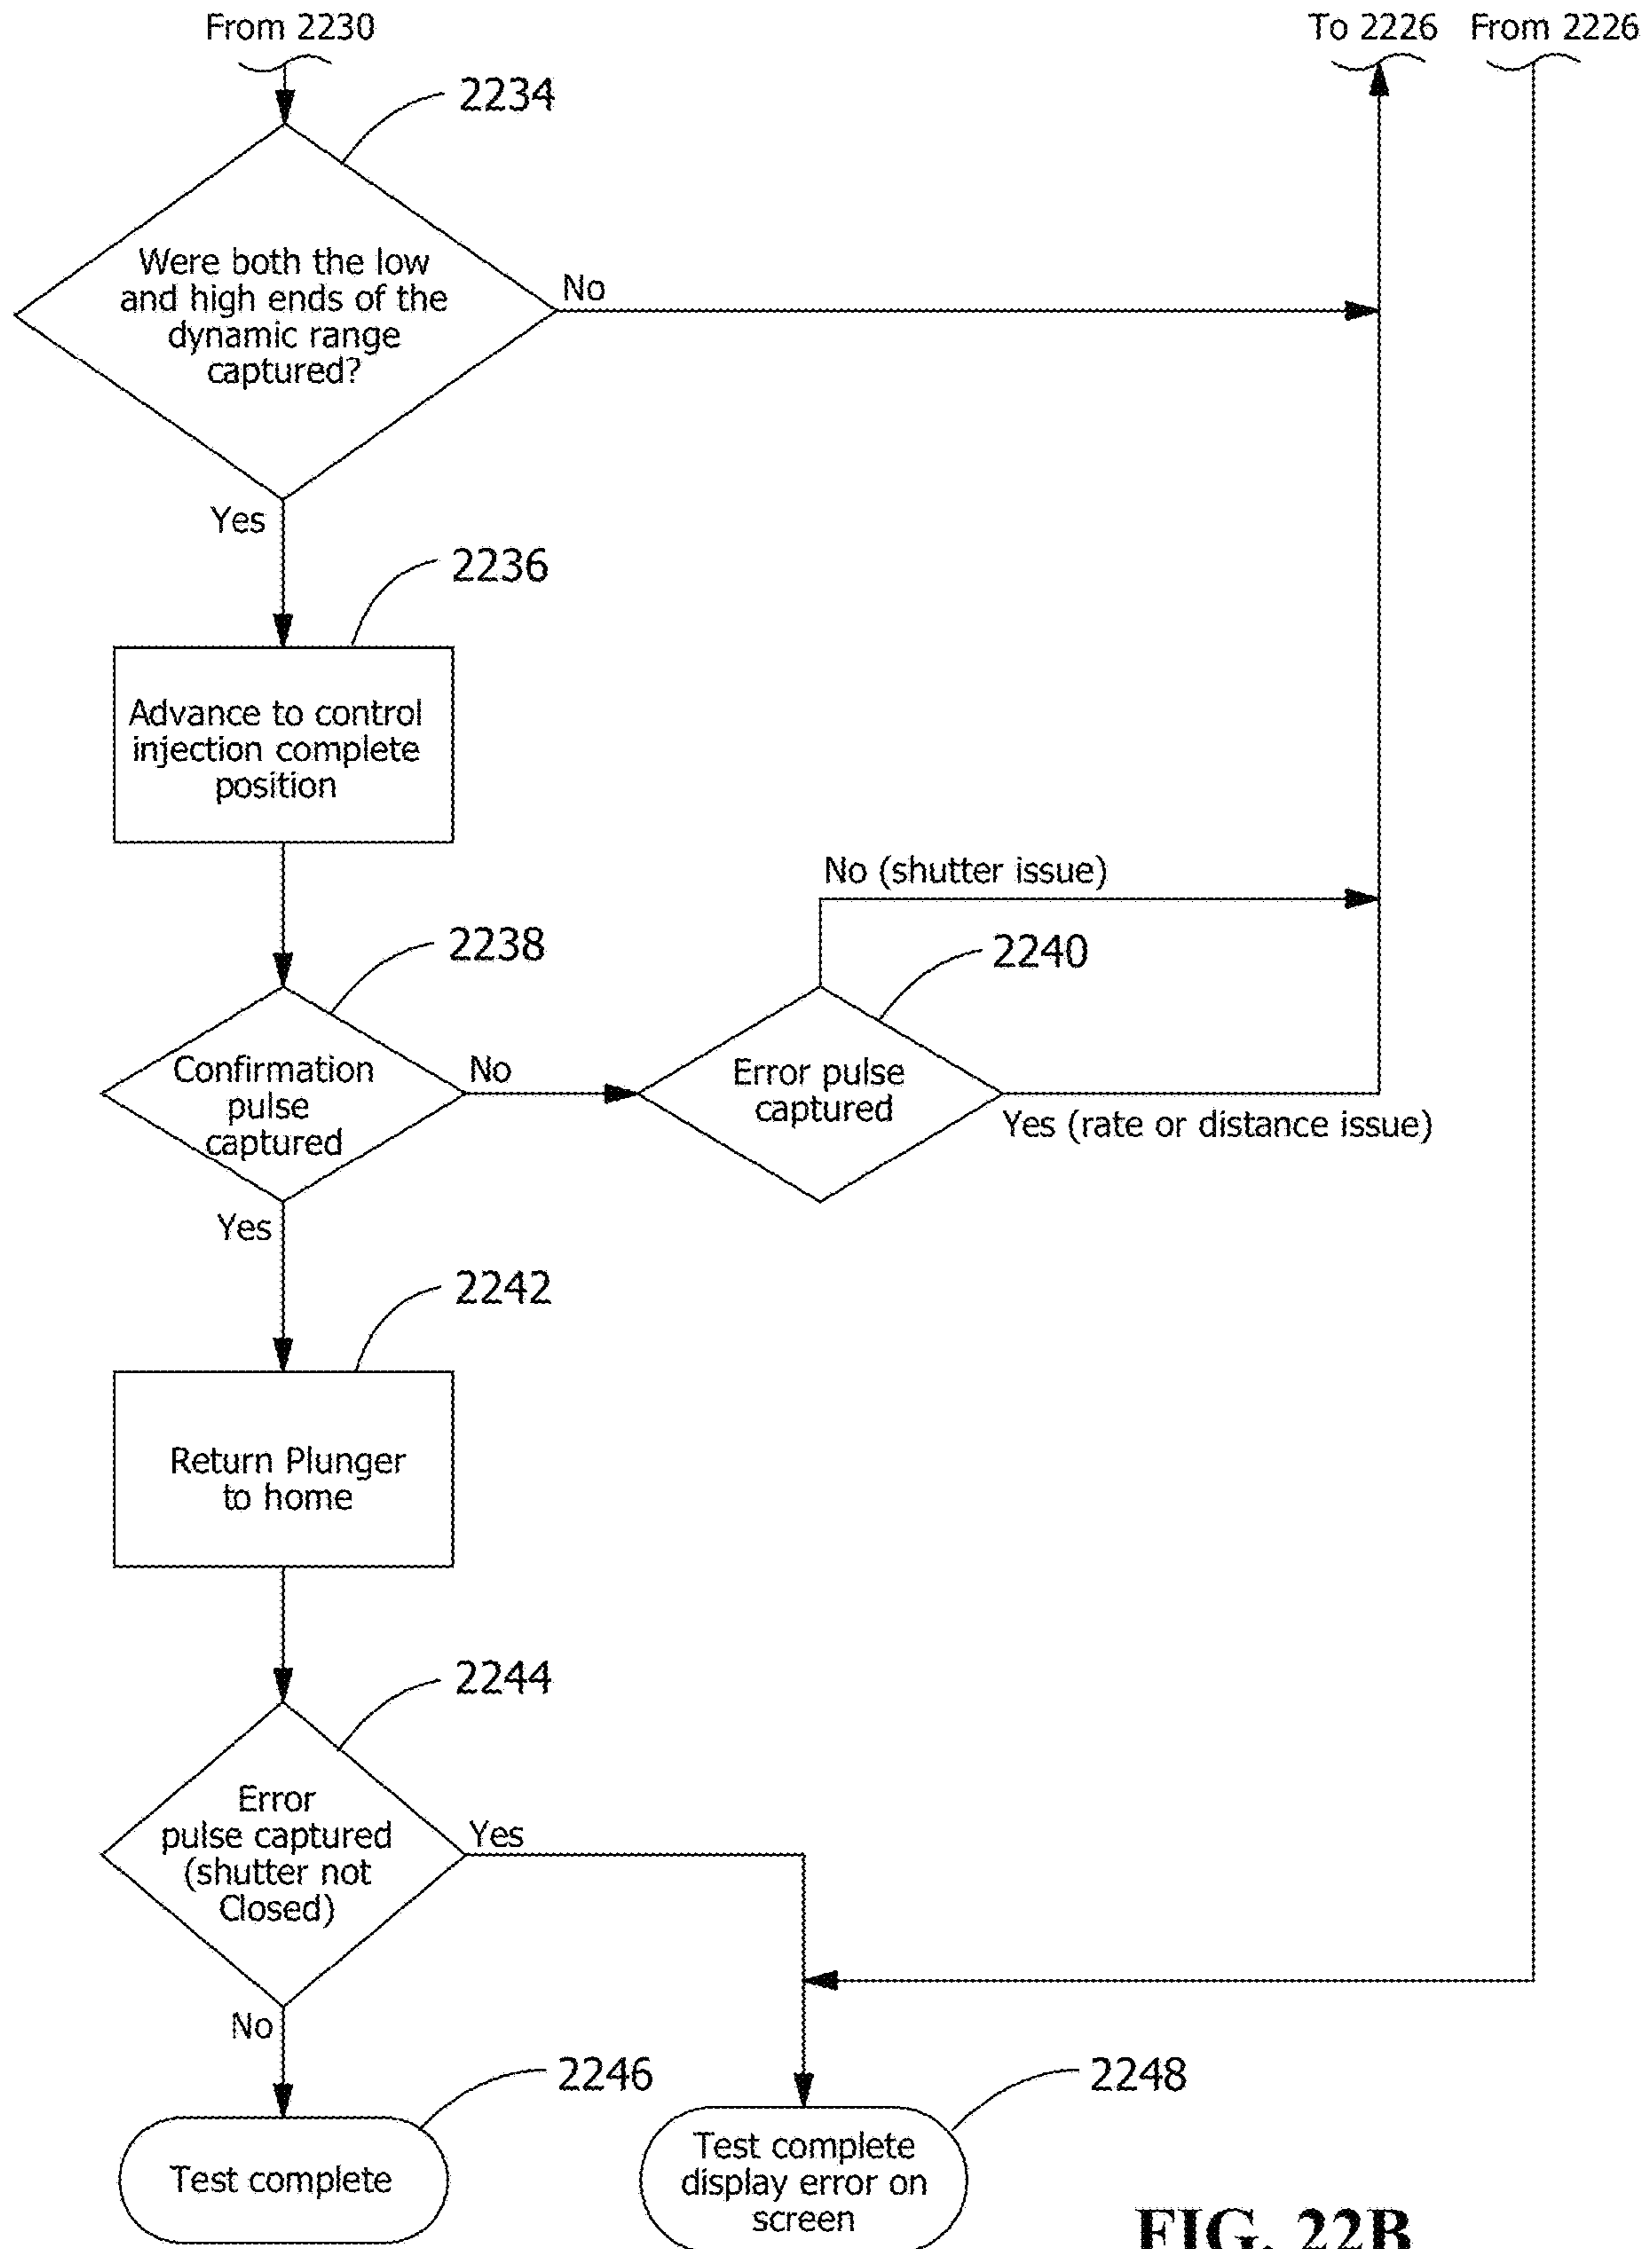 From 2230
To 2226
From 2226
2234
Were both the low
and high ends of the
dynamic range
captured?
No
Yes
2236
Advance to control
injection complete
position
No (shutter issue)
2238
2240
Confirmation
pulse
captured
No
Error pulse
captured
Yes (rate or distance issue)
Yes
2242
Return Plunger
to home
2244
Error
pulse captured
(shutter not
Closed)
Yes
No
2246
2248
Test complete
Test complete
display error on
screen
FIG. 22B